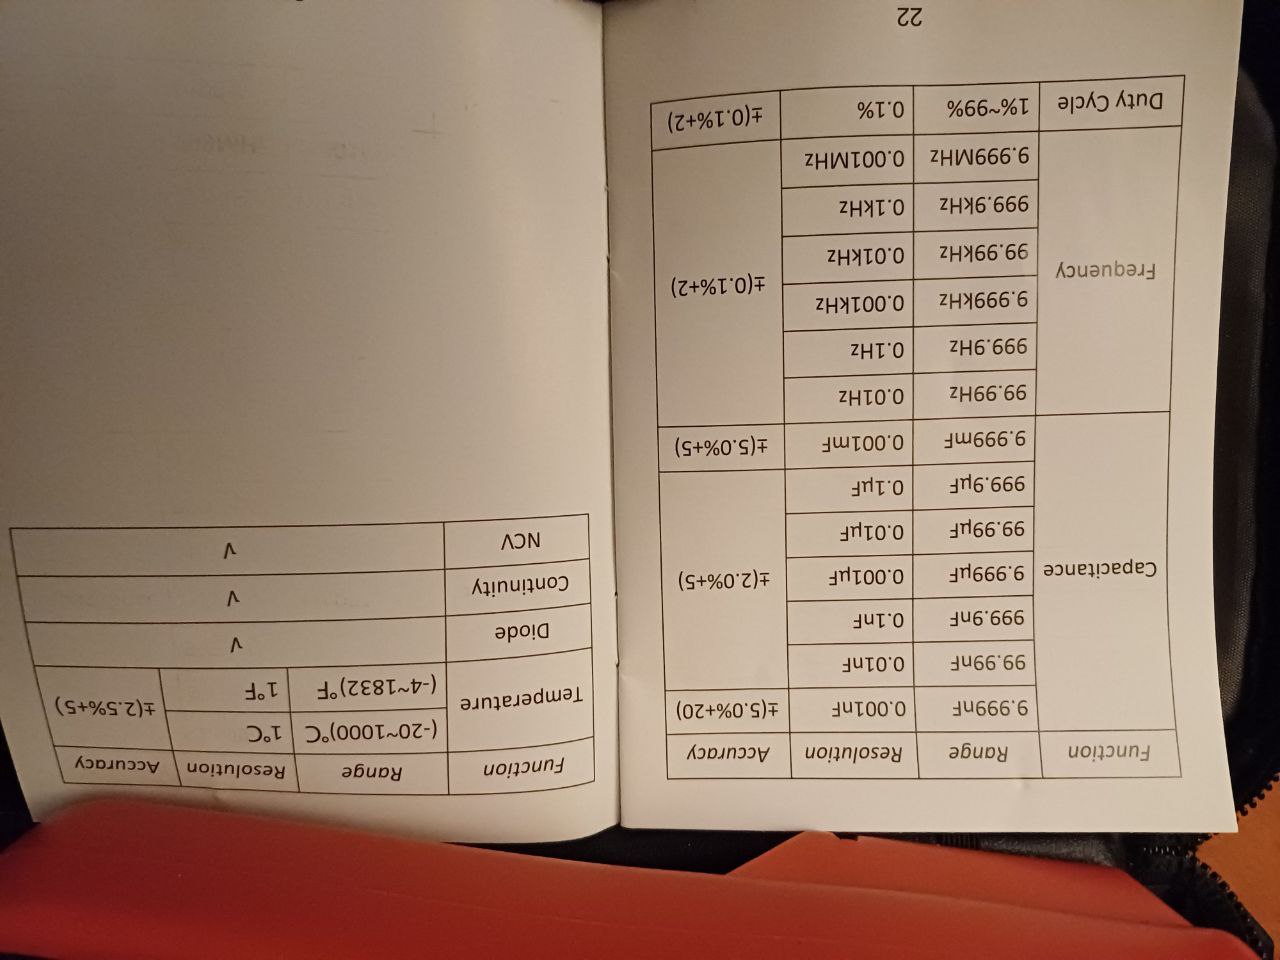 Function Range Resolution Accuracy
Capacitance 9.999nF 0.001nF ±(5.0%+20)
99.99nF 0.01nF ±(2.0%+5)
999.9nF 0.1nF
9.999µF 0.001µF
99.99µF 0.01µF
999.9µF 0.1µF
9.999mF 0.001mF ±(5.0%+5)
Frequency 99.99Hz 0.01Hz ±(0.1%+2)
999.9Hz 0.1Hz
9.999kHz 0.001kHz
99.99kHz 0.01kHz
999.9kHz 0.1kHz
9.999MHz 0.001MHz
Duty Cycle 1%~99% 0.1% ±(0.1%+2)
22
Function Range Resolution Accuracy
Temperature (-20~1000)°C 1°C ±(2.5%+5)
(-4~1832)°F 1°F
Diode √
Continuity √
NCV √